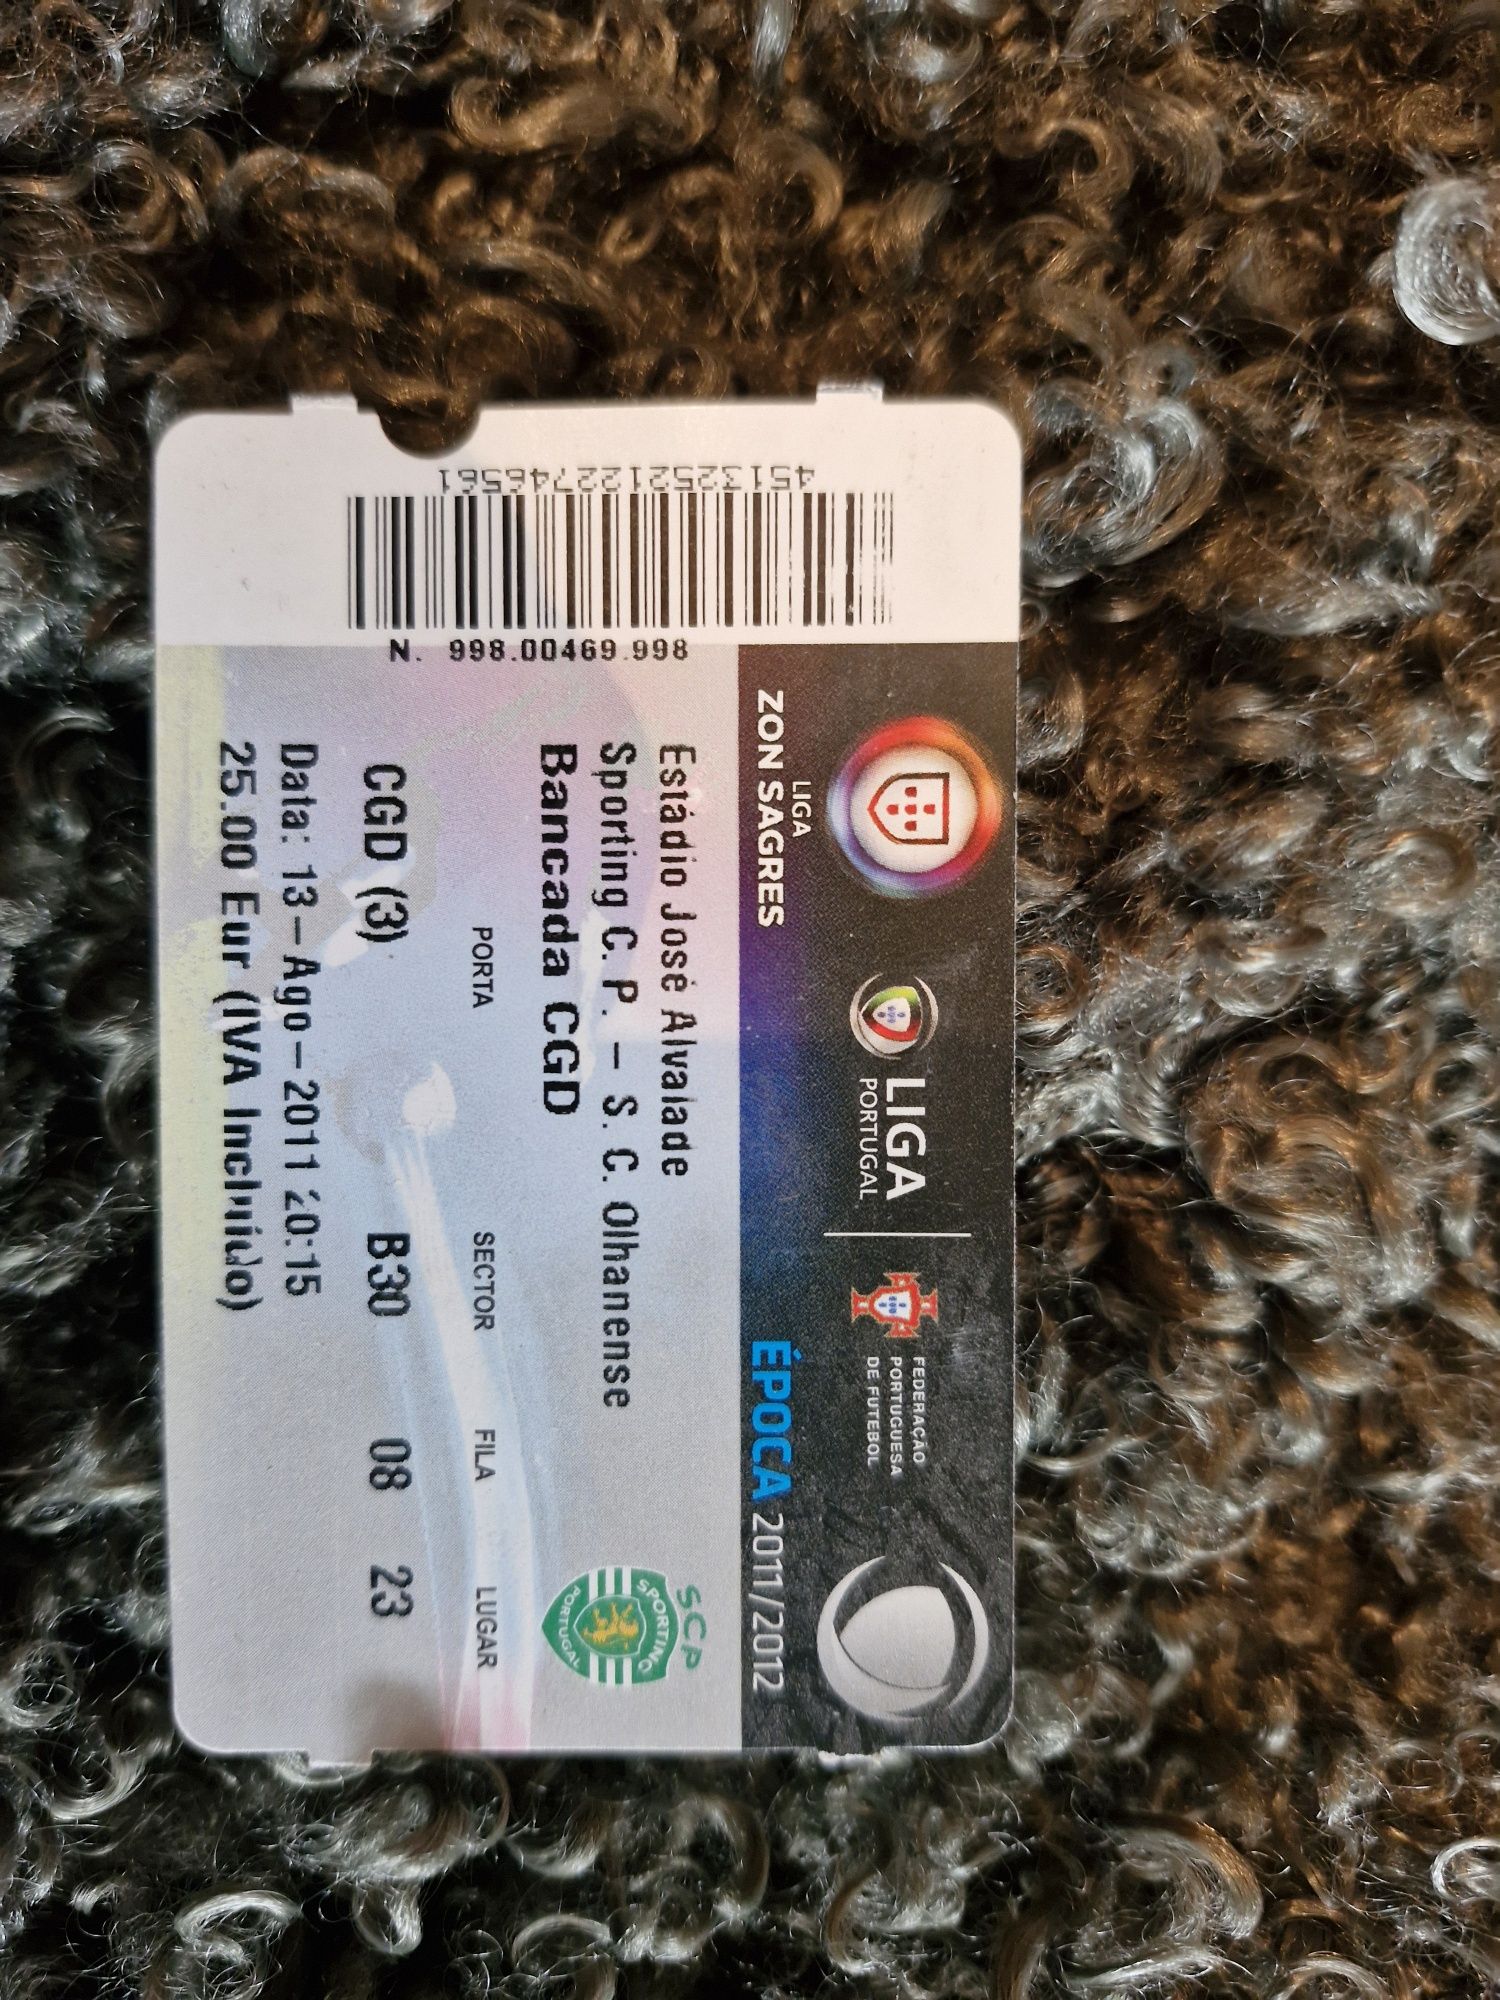 LIGA
ZON SAGRES
LIGA
PORTUGAL
FEDERAÇÃO
PORTUGUESA
DE FUTEBOL
ÉPOCA 2011/2012
Estádio José Alvalade
Sporting C. P. - S. C. Olhanense
Bancada CGD
SCP
SPORTING
PORTUGAL
PORTA SECTOR FILA LUGAR
CGD (3) B30 08 23
Data: 13-Ago-2011 20:15
25.00 Eur (IVA Incluído)
N. 998.00469.998
4513252122746561